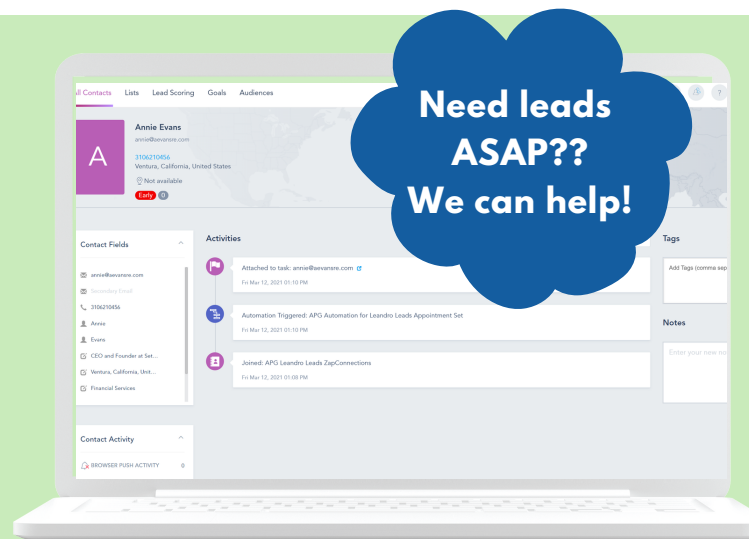 All Contacts Lists Lead Scoring Goals Audiences
?
Need leads
ASAP??
We can help!
A
Annie Evans
annie@aevansre.com
3106210456
Ventura, California, United States
Not available
Early 0
Contact Fields
annie@aevansre.com
Secondary Email
3106210456
Annie
Evans
CEO and Founder at Set...
Ventura, California, Unit...
Financial Services
Contact Activity
BROWSER PUSH ACTIVITY 0
Activities
Attached to task: annie@aevansre.com
Fri Mar 12, 2021 01:10 PM
Automation Triggered: APG Automation for Leandro Leads Appointment Set
Fri Mar 12, 2021 01:10 PM
Joined: APG Leandro Leads ZapConnections
Fri Mar 12, 2021 01:08 PM
Tags
Add Tags (comma sep
Notes
Enter your new no